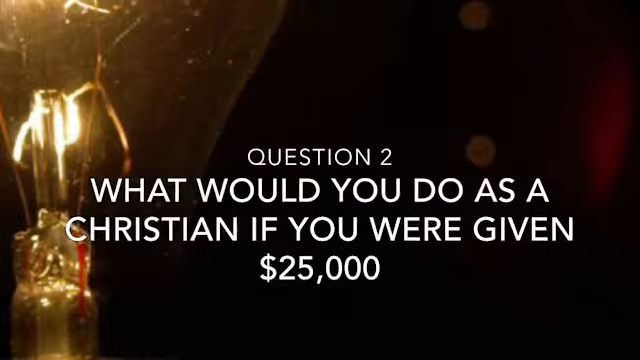 QUESTION 2
WHAT WOULD YOU DO AS A
CHRISTIAN IF YOU WERE GIVEN
$25,000